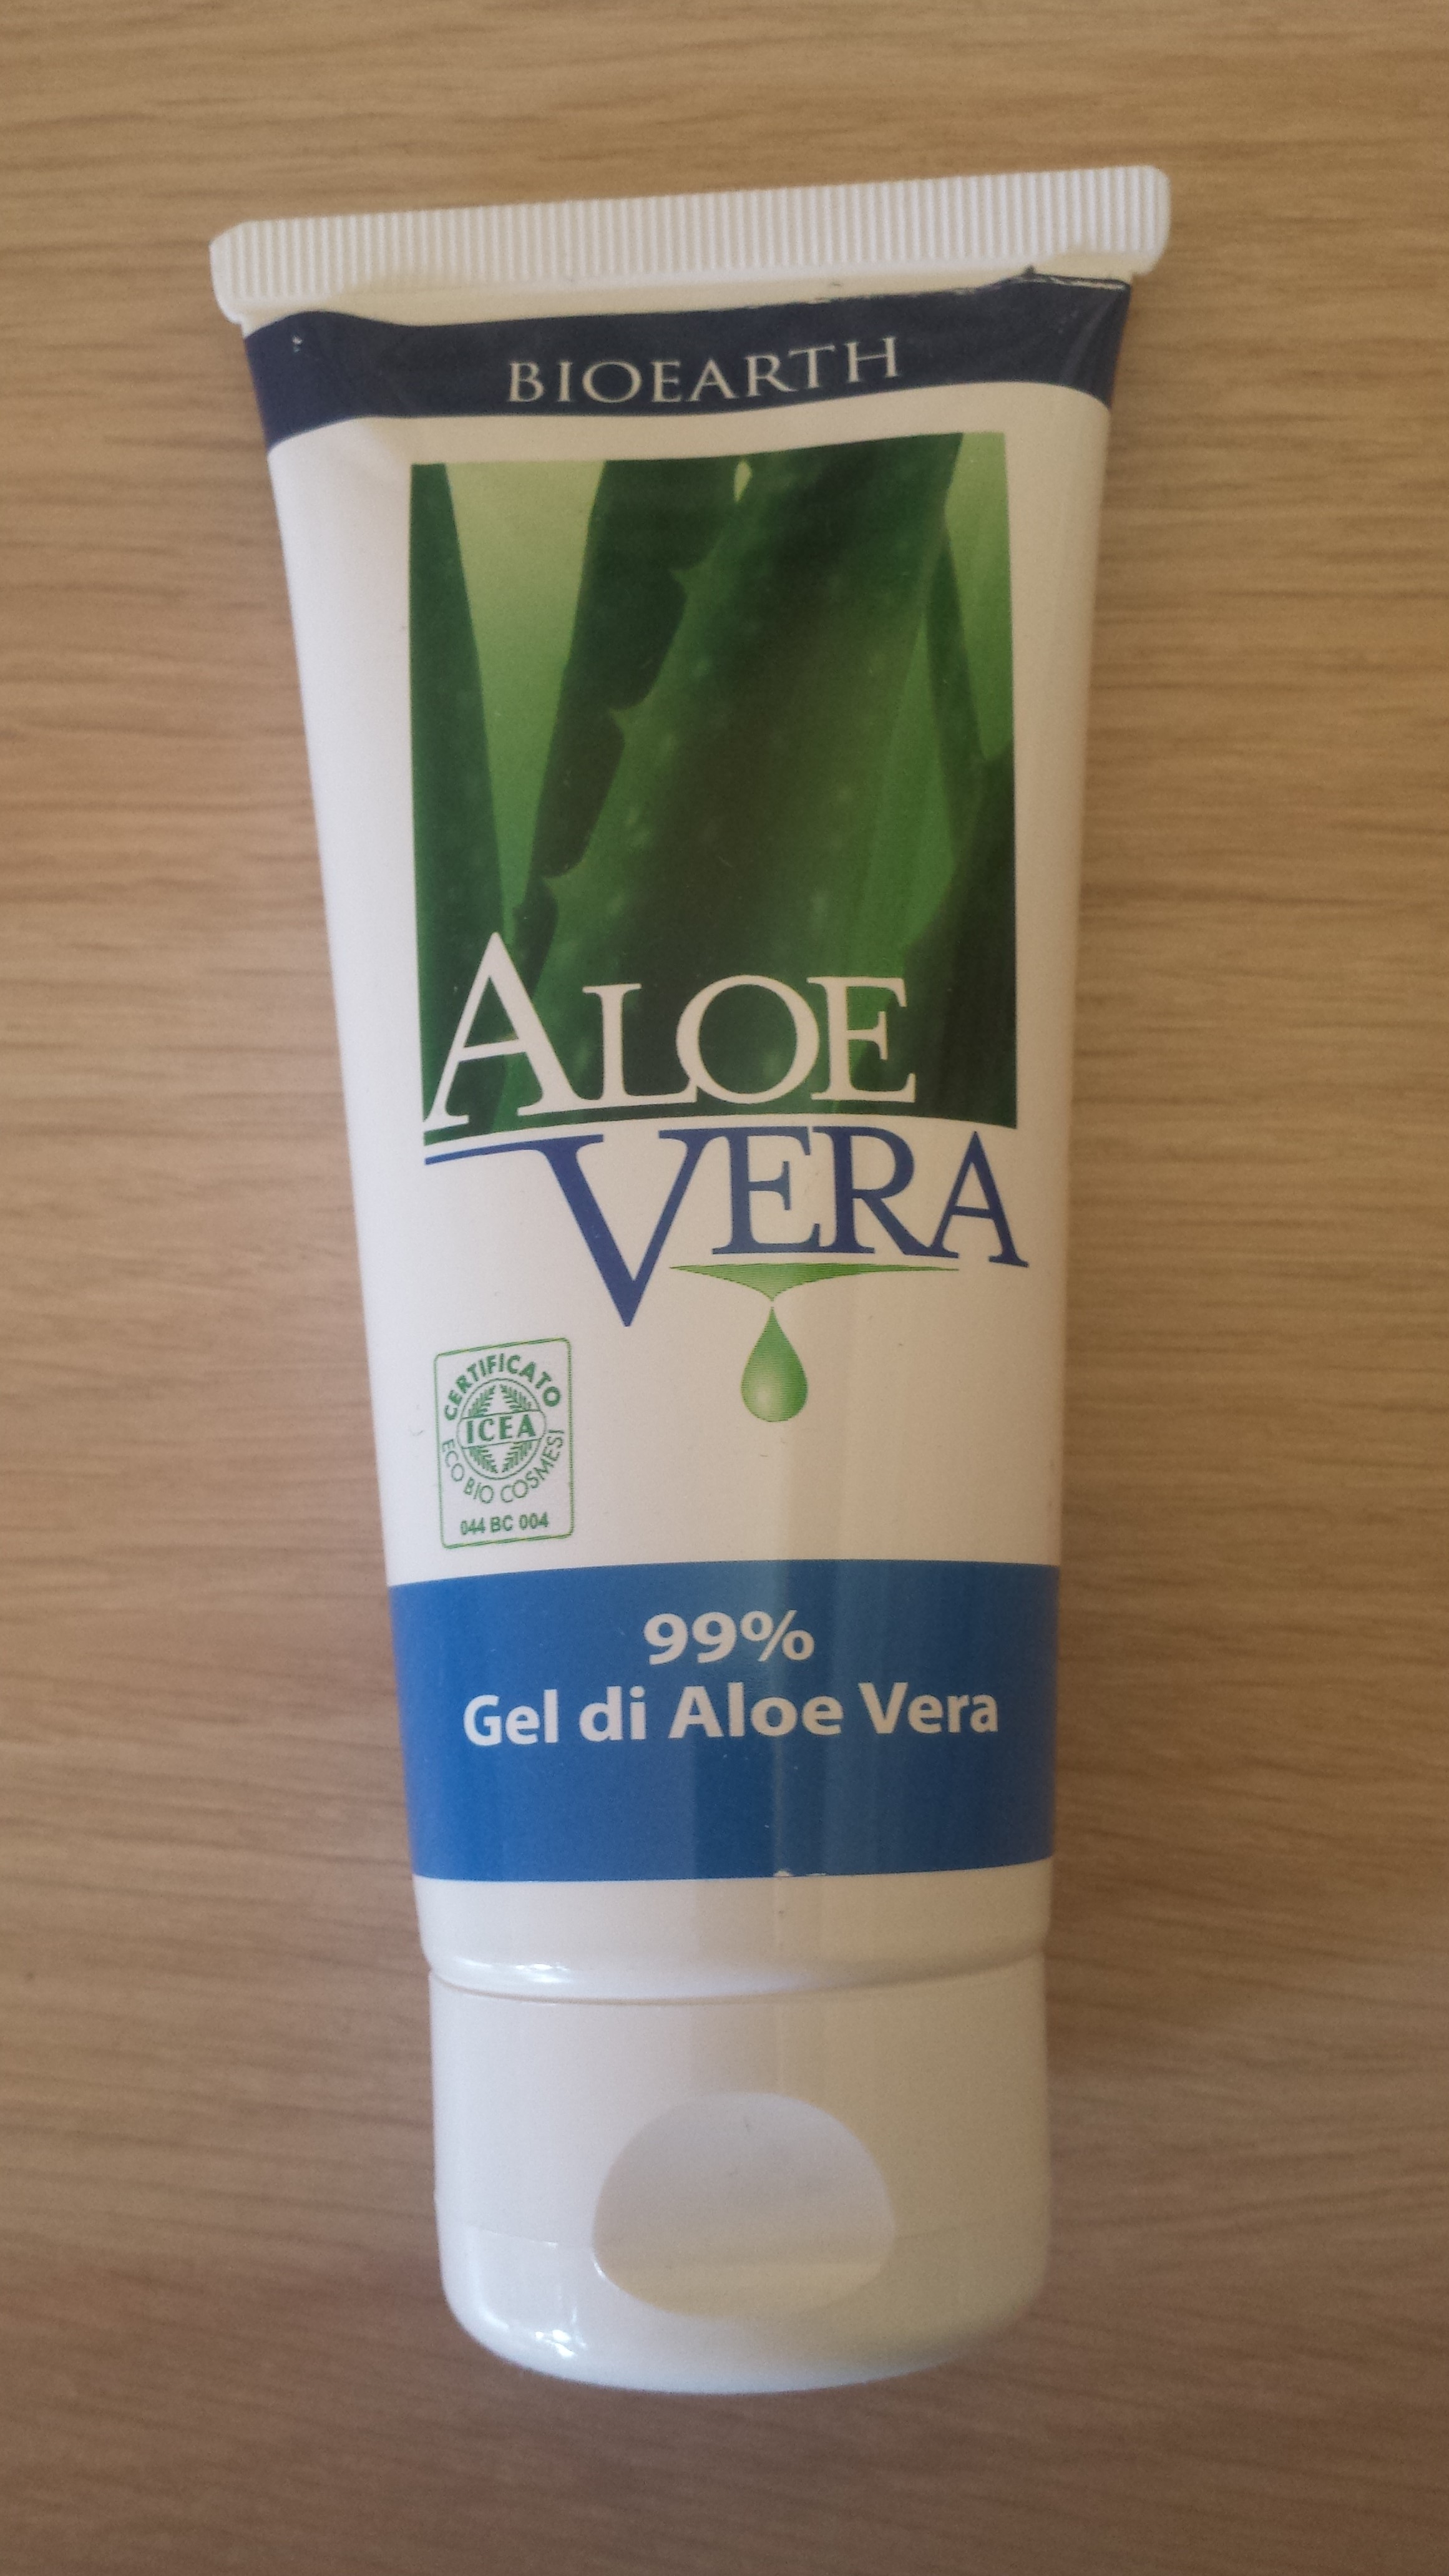 BIOEARTH
ALOE
VERA
CERTIFICATO
ICEA
ECO BIO COSMESI
044 BC 004
99%
Gel di Aloe Vera